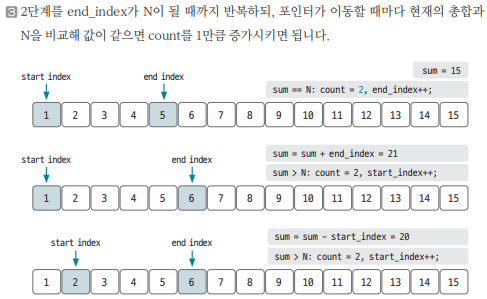 3 2단계를 end_index가 N이 될 때까지 반복하되, 포인터가 이동할 때마다 현재의 총합과
N을 비교해 값이 같으면 count를 1만큼 증가시키면 됩니다.
sum = 15
start index end index sum == N: count = 2, end_index++;
1 2 3 4 5 6 7 8 9 10 11 12 13 14 15
sum = sum + end_index = 21
start index end index sum > N: count = 2, start_index++;
1 2 3 4 5 6 7 8 9 10 11 12 13 14 15
sum = sum - start_index = 20
start index end index sum > N: count = 2, start_index++;
1 2 3 4 5 6 7 8 9 10 11 12 13 14 15